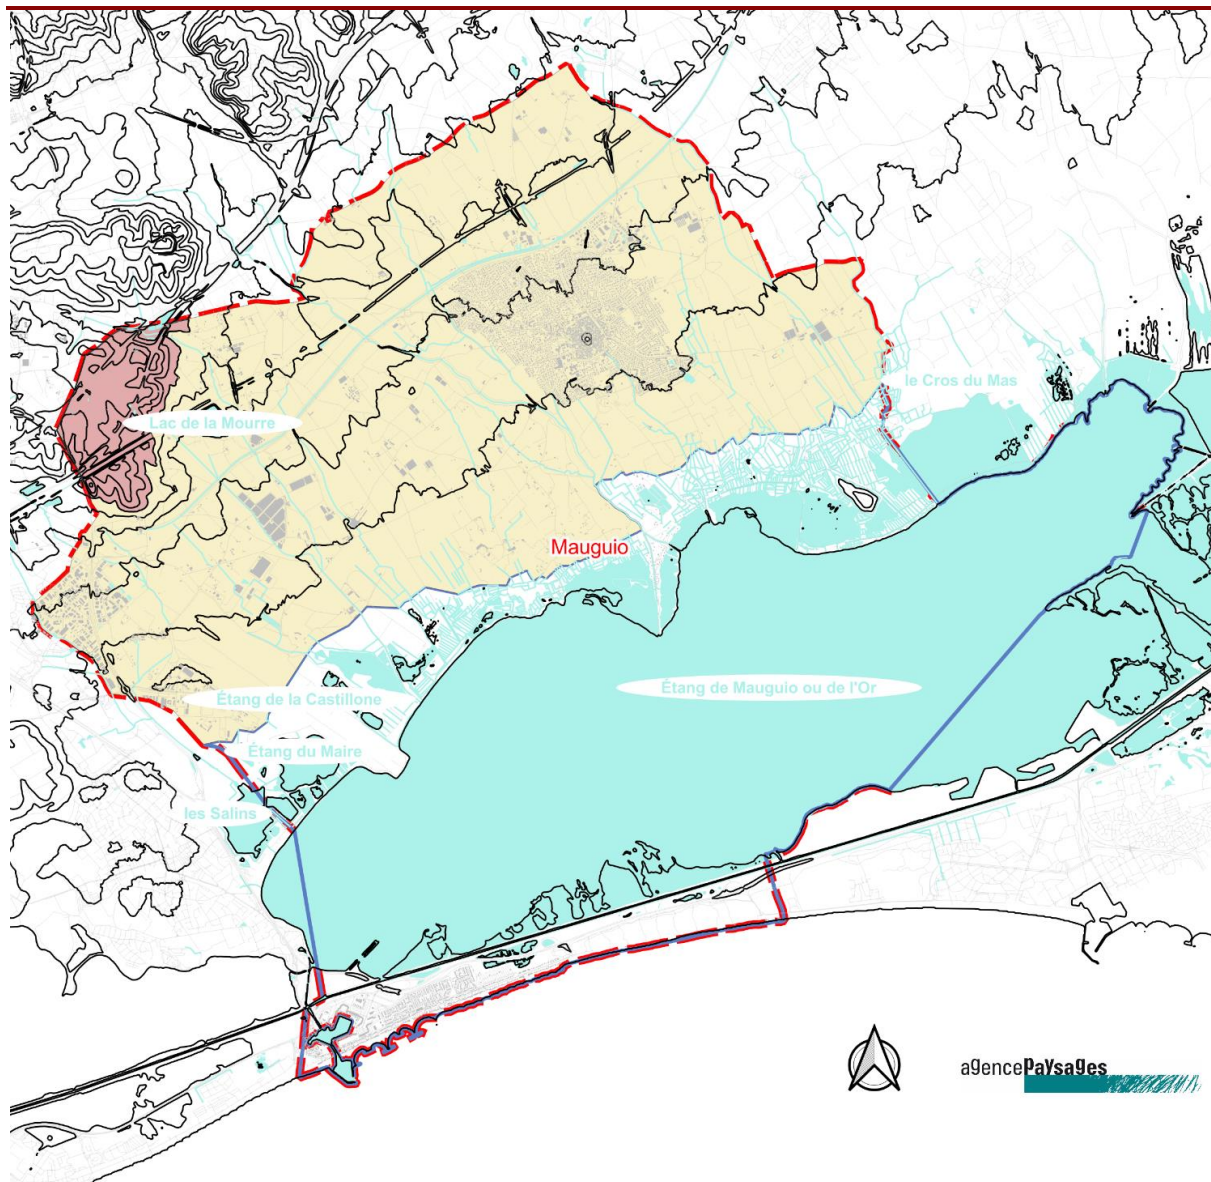 le Cros du Mas
Lac de la Mourre
Mauguio
Étang de Mauguio ou de l'Or
Étang de la Castillone
Étang du Maire
les Salins
agencePaysages